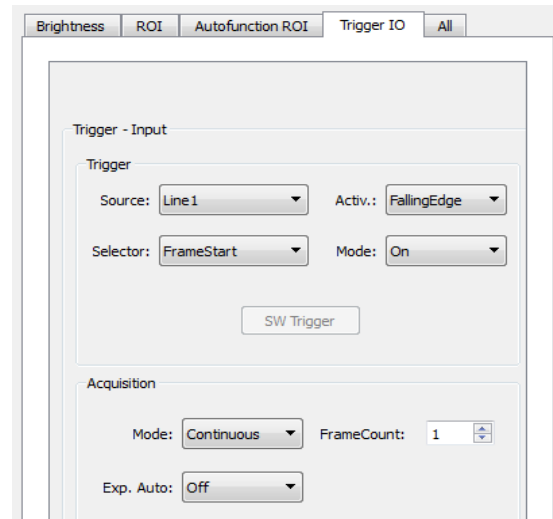 Brightness ROI Autofunction ROI Trigger IO All
Trigger - Input
Trigger
Source: Line1 Activ.: FallingEdge
Selector: FrameStart Mode: On
SW Trigger
Acquisition
Mode: Continuous FrameCount: 1
Exp. Auto: Off